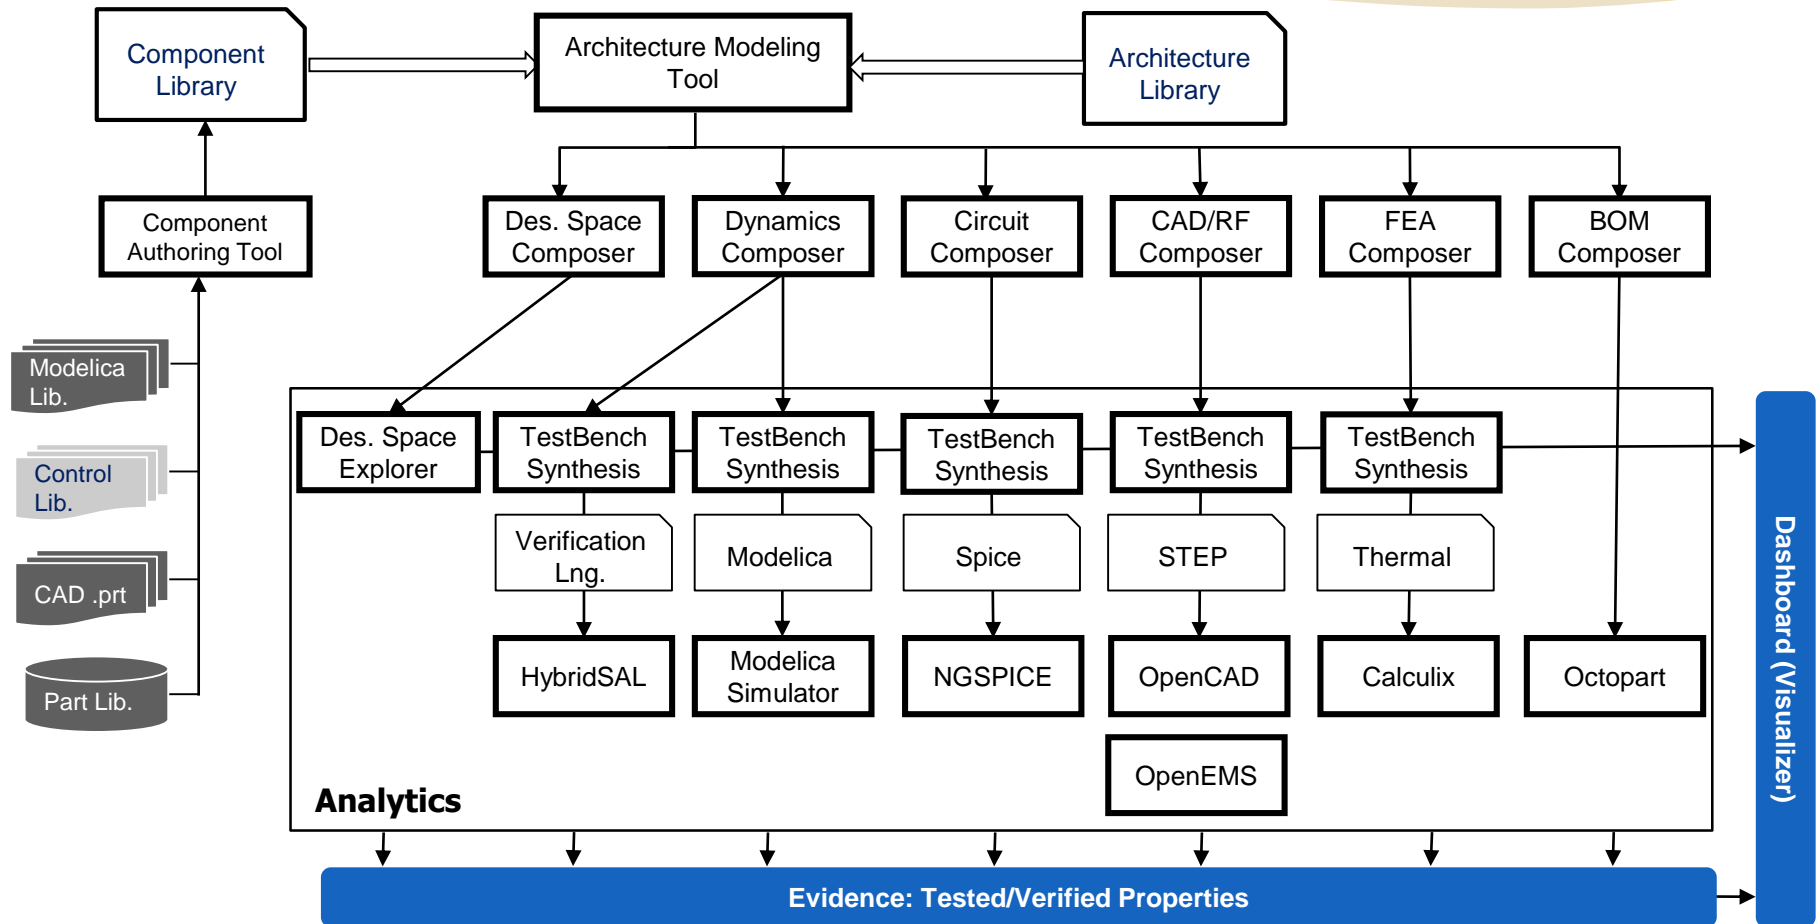 Component
Library
Architecture Modeling
Tool
Architecture
Library
Component
Authoring Tool
Des. Space
Composer
Dynamics
Composer
Circuit
Composer
CAD/RF
Composer
FEA
Composer
BOM
Composer
Modelica
Lib.
Control
Lib.
CAD .prt
Part Lib.
Des. Space
Explorer
TestBench
Synthesis
TestBench
Synthesis
TestBench
Synthesis
TestBench
Synthesis
TestBench
Synthesis
Verification
Lng.
Modelica
Spice
STEP
Thermal
HybridSAL
Modelica
Simulator
NGSPICE
OpenCAD
Calculix
Octopart
OpenEMS
Analytics
Dashboard (Visualizer)
Evidence: Tested/Verified Properties